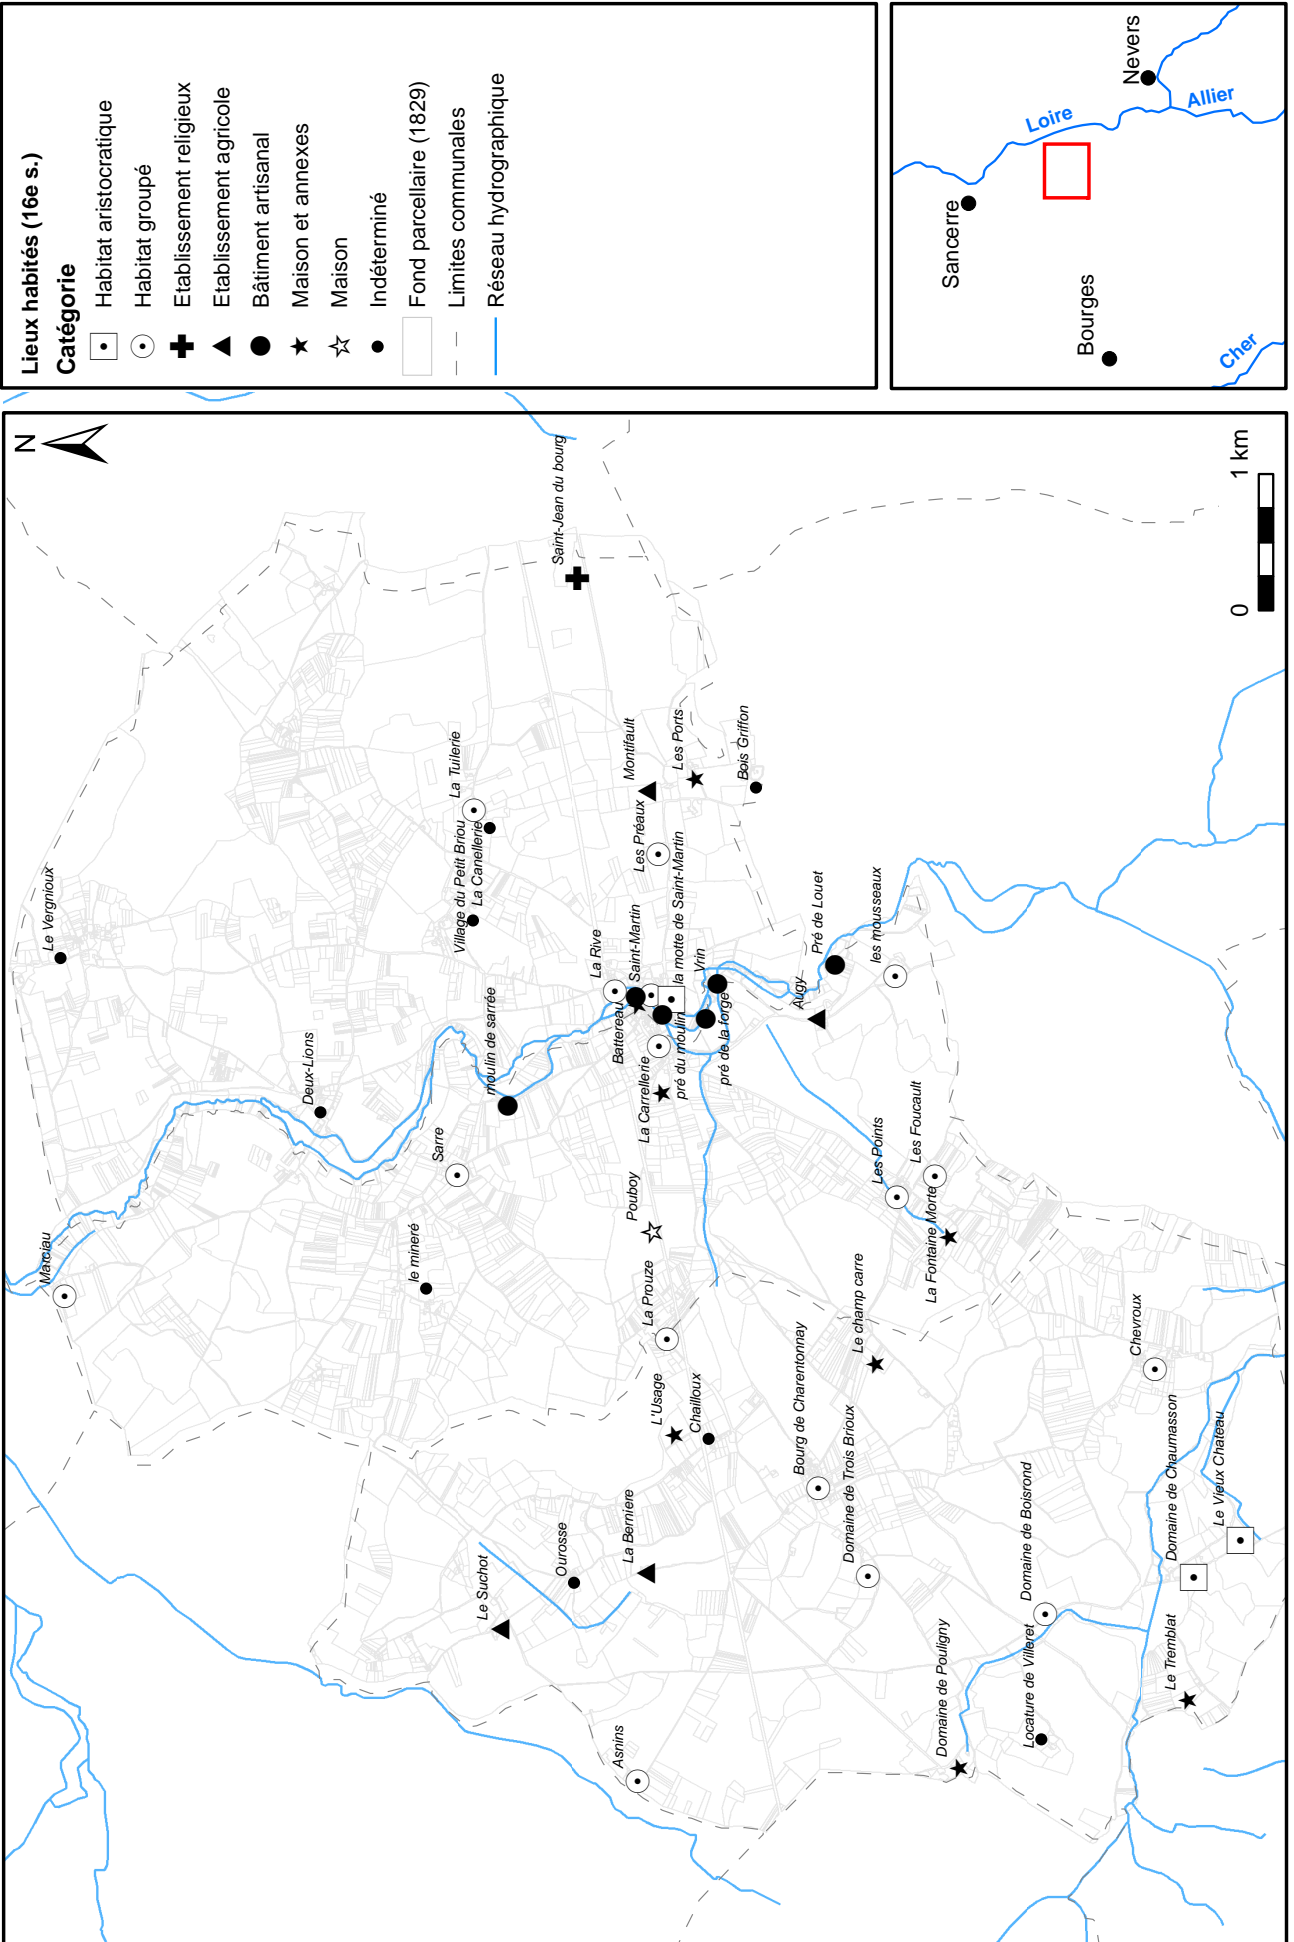 Lieux habités (16e s.)
Catégorie
Habitat aristocratique
Habitat groupé
Etablissement religieux
Etablissement agricole
Bâtiment artisanal
Maison et annexes
Maison
Indéterminé
Fond parcellaire (1829)
Limites communales
Réseau hydrographique
Sancerre
Bourges
Nevers
Loire
Allier
Cher
N
0
1 km
Marciau
Le Vergnioux
Deux-Lions
le mineré
Sarre
moulin de sarrée
Village du Petit Briou
La Canellerie
La Tuilerie
Saint-Jean du bourg
Le Suchot
Ourosse
La Berniere
Asnins
L'Usage
Chailloux
La Prouze
Pouboy
La Carrellerie
Battereau
La Rive
Saint-Martin
la motte de Saint-Martin
pré du moulin
pré de la forge
Vrin
Les Préaux
Montifault
Les Ports
Bois Griffon
Augy
Pré de Louet
les mousseaux
Les Points
Les Foucault
La Fontaine Morte
Le champ carre
Bourg de Charentonnay
Domaine de Trois Brioux
Domaine de Pouligny
Locature de Villeret
Domaine de Boisrond
Chevroux
Domaine de Chaumasson
Le Vieux Chateau
Le Tremblat